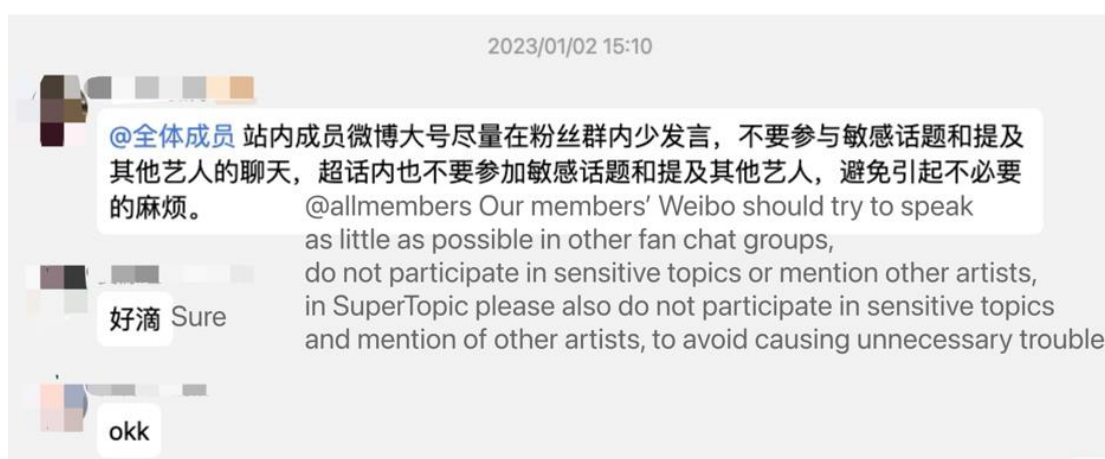 2023/01/02 15:10
@全体成员 站内成员微博大号尽量在粉丝群内少发言，不要参与敏感话题和提及
其他艺人的聊天，超话内也不要参加敏感话题和提及其他艺人，避免引起不必要
的麻烦。
@allmembers Our members’ Weibo should try to speak
as little as possible in other fan chat groups,
do not participate in sensitive topics or mention other artists,
in SuperTopic please also do not participate in sensitive topics
and mention of other artists, to avoid causing unnecessary trouble
好滴 Sure
okk